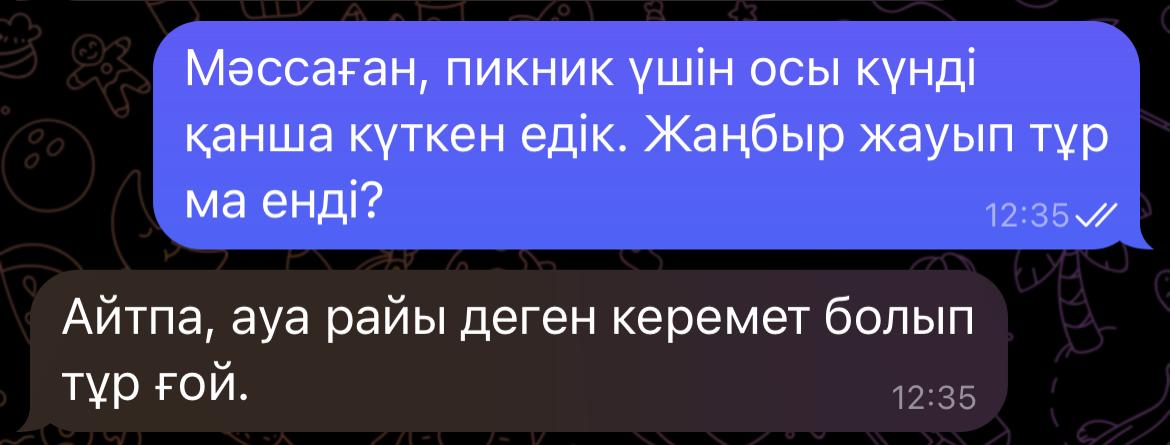 Мәссаған, пикник үшін осы күнді
қанша күткен едік. Жаңбыр жауып тұр
ма енді?
12:35
Айтпа, ауа райы деген керемет болып
тұр ғой.
12:35